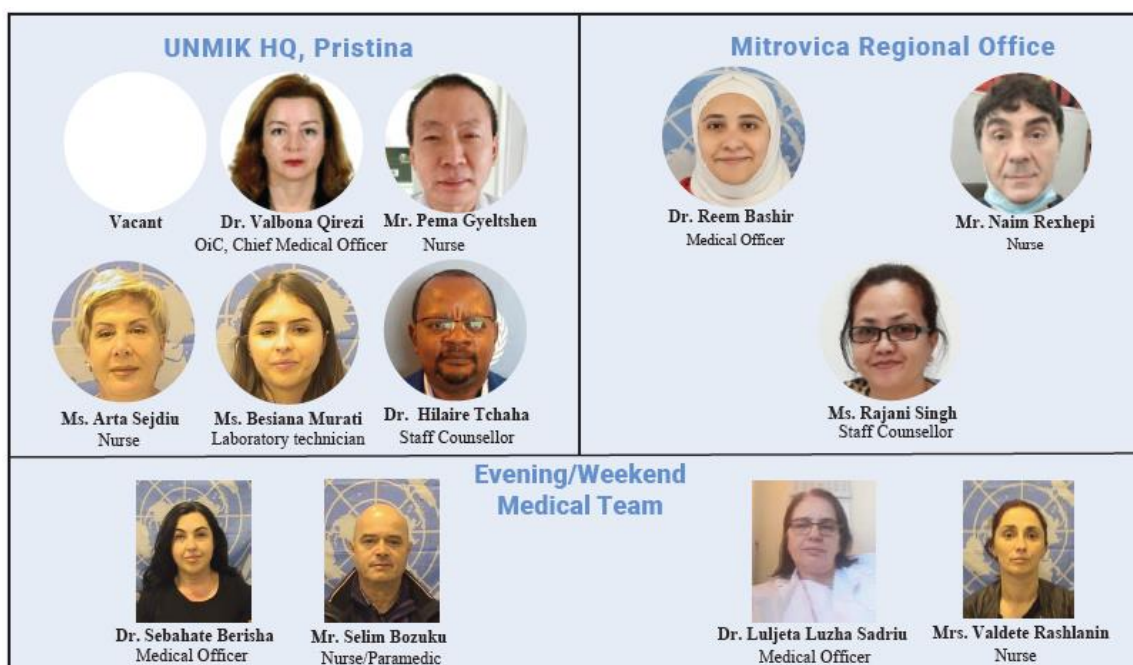 UNMIK HQ, Pristina
Vacant
Dr. Valbona Qirezi
OiC, Chief Medical Officer
Mr. Pema Gyeltshen
Nurse
Ms. Arta Sejdiu
Nurse
Ms. Besiana Murati
Laboratory technician
Dr. Hilaire Tchaha
Staff Counsellor
Mitrovica Regional Office
Dr. Reem Bashir
Medical Officer
Mr. Naim Rexhepi
Nurse
Ms. Rajani Singh
Staff Counsellor
Evening/Weekend
Medical Team
Dr. Sebahate Berisha
Medical Officer
Mr. Selim Bozuku
Nurse/Paramedic
Dr. Luljeta Luzha Sadriu
Medical Officer
Mrs. Valdete Rashlanin
Nurse